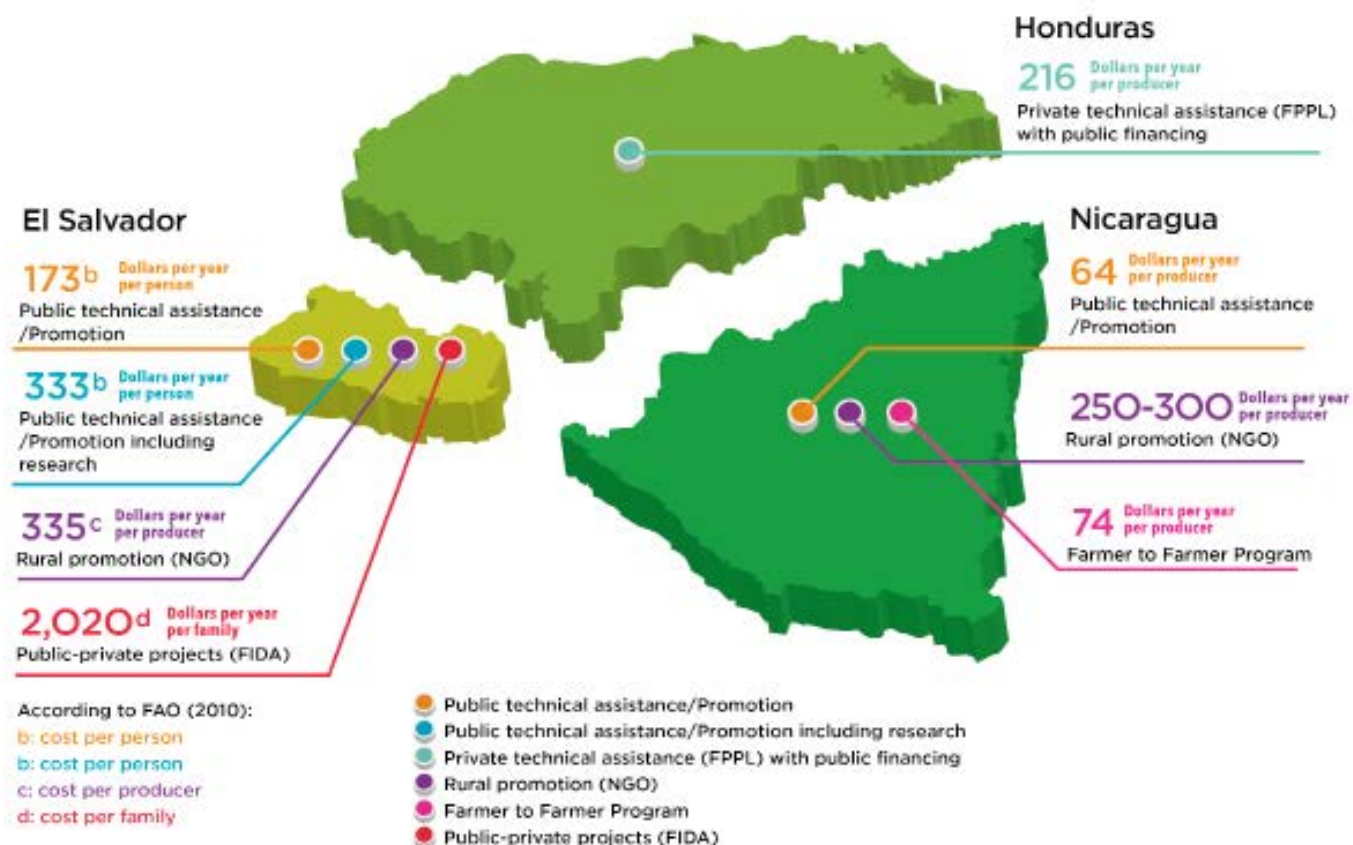 Honduras
216 Dollars per year
per producer
Private technical assistance (FPPL)
with public financing
El Salvador
173b Dollars per year
per person
Public technical assistance
/Promotion
333b Dollars per year
per person
Public technical assistance
/Promotion including
research
335c Dollars per year
per producer
Rural promotion (NGO)
2,020d Dollars per year
per family
Public-private projects (FIDA)
Nicaragua
64 Dollars per year
per producer
Public technical assistance
/Promotion
250-300 Dollars per year
per producer
Rural promotion (NGO)
74 Dollars per year
per producer
Farmer to Farmer Program
According to FAO (2010):
b: cost per person
b: cost per person
c: cost per producer
d: cost per family
Public technical assistance/Promotion
Public technical assistance/Promotion including research
Private technical assistance (FPPL) with public financing
Rural promotion (NGO)
Farmer to Farmer Program
Public-private projects (FIDA)